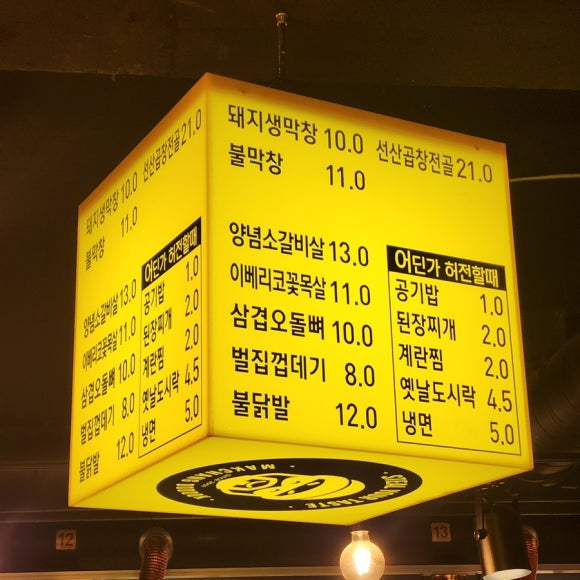 돼지생막창 10.0 선산곱창전골 21.0
불막창 11.0
양념소갈비살 13.0
이베리코꽃목살 11.0
삼겹오돌뼈 10.0
벌집껍데기 8.0
불닭발 12.0
어딘가 허전할때
공기밥 1.0
된장찌개 2.0
계란찜 2.0
옛날도시락 4.5
냉면 5.0
돼지생막창 10.0 선산곱창전골 21.0
불막창 11.0
양념소갈비살 13.0
이베리코꽃목살 11.0
삼겹오돌뼈 10.0
벌집껍데기 8.0
불닭발 12.0
어딘가 허전할때
공기밥 1.0
된장찌개 2.0
계란찜 2.0
옛날도시락 4.5
냉면 5.0
12
13